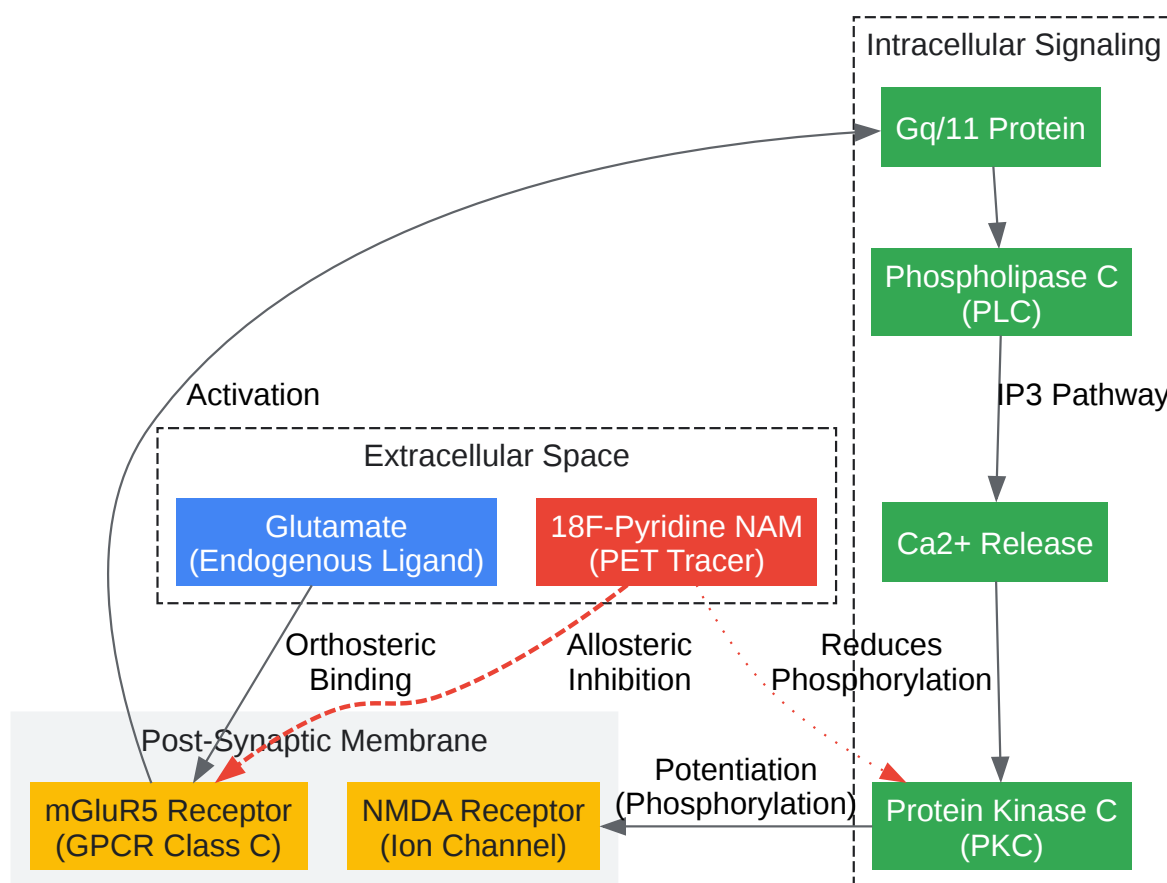 Intracellular Signaling
Gq/11 Protein
Phospholipase C
(PLC)
Activation
IP3 Pathway
Extracellular Space
Glutamate
(Endogenous Ligand)
18F-Pyridine NAM
(PET Tracer)
Ca2+ Release
Orthosteric
Binding
Allosteric
Inhibition
Reduces
Phosphorylation
Post-Synaptic Membrane
mGluR5 Receptor
(GPCR Class C)
NMDA Receptor
(Ion Channel)
Potentiation
(Phosphorylation)
Protein Kinase C
(PKC)